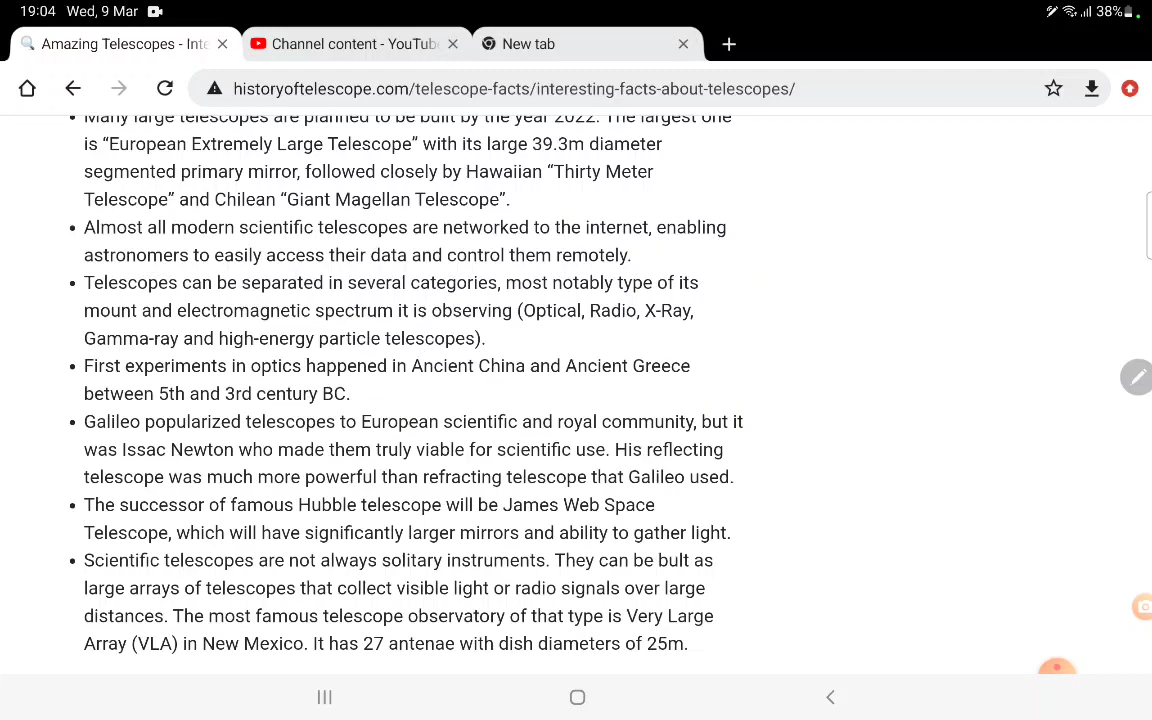 19:04 Wed, 9 Mar 38%
Amazing Telescopes - Inte
Channel content - YouTube
New tab
historyoftelescope.com/telescope-facts/interesting-facts-about-telescopes/
• Many large telescopes are planned to be built by the year 2022. The largest one
is “European Extremely Large Telescope” with its large 39.3m diameter
segmented primary mirror, followed closely by Hawaiian “Thirty Meter
Telescope” and Chilean “Giant Magellan Telescope”.
• Almost all modern scientific telescopes are networked to the internet, enabling
astronomers to easily access their data and control them remotely.
• Telescopes can be separated in several categories, most notably type of its
mount and electromagnetic spectrum it is observing (Optical, Radio, X-Ray,
Gamma-ray and high-energy particle telescopes).
• First experiments in optics happened in Ancient China and Ancient Greece
between 5th and 3rd century BC.
• Galileo popularized telescopes to European scientific and royal community, but it
was Issac Newton who made them truly viable for scientific use. His reflecting
telescope was much more powerful than refracting telescope that Galileo used.
• The successor of famous Hubble telescope will be James Web Space
Telescope, which will have significantly larger mirrors and ability to gather light.
• Scientific telescopes are not always solitary instruments. They can be bult as
large arrays of telescopes that collect visible light or radio signals over large
distances. The most famous telescope observatory of that type is Very Large
Array (VLA) in New Mexico. It has 27 antenae with dish diameters of 25m.